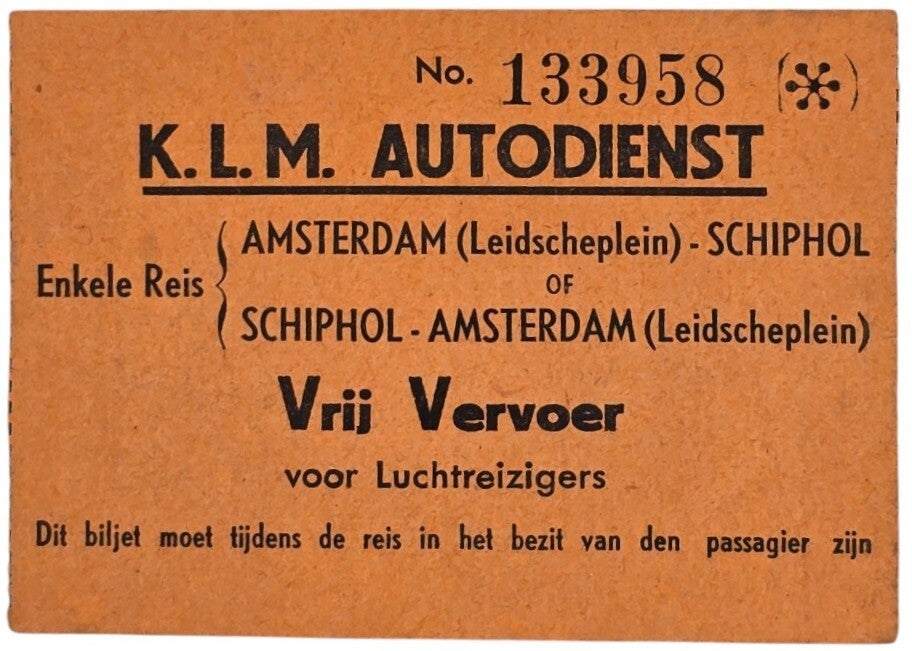 No. 133958 (*)
K.L.M. AUTODIENST
Enkele Reis { AMSTERDAM (Leidscheplein) - SCHIPHOL
OF
SCHIPHOL - AMSTERDAM (Leidscheplein)
Vrij Vervoer
voor Luchtreizigers
Dit biljet moet tijdens de reis in het bezit van den passagier zijn